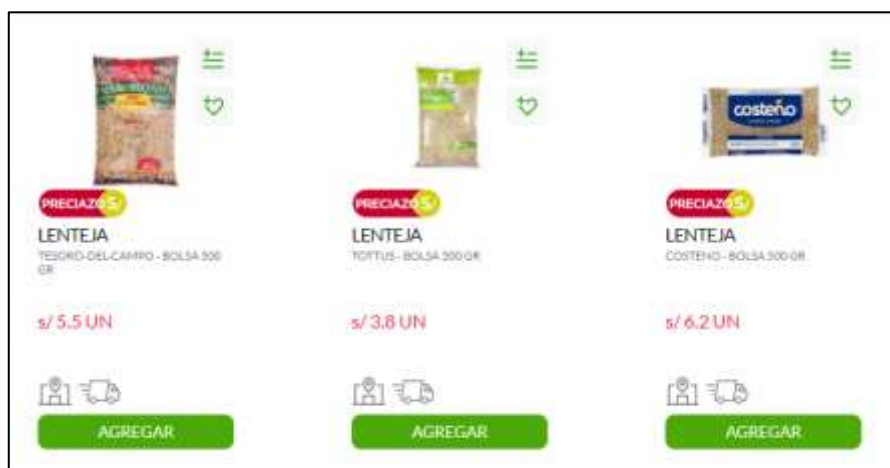 costeño
PRECIAZO S/
PRECIAZO S/
PRECIAZO S/
LENTEJA
TESORO-DEL-CAMPO - BOLSA 500
GR
s/ 5.5 UN
AGREGAR
LENTEJA
TOTTUS - BOLSA 500 GR
s/ 3.8 UN
AGREGAR
LENTEJA
COSTENO - BOLSA 500 GR
s/ 6.2 UN
AGREGAR